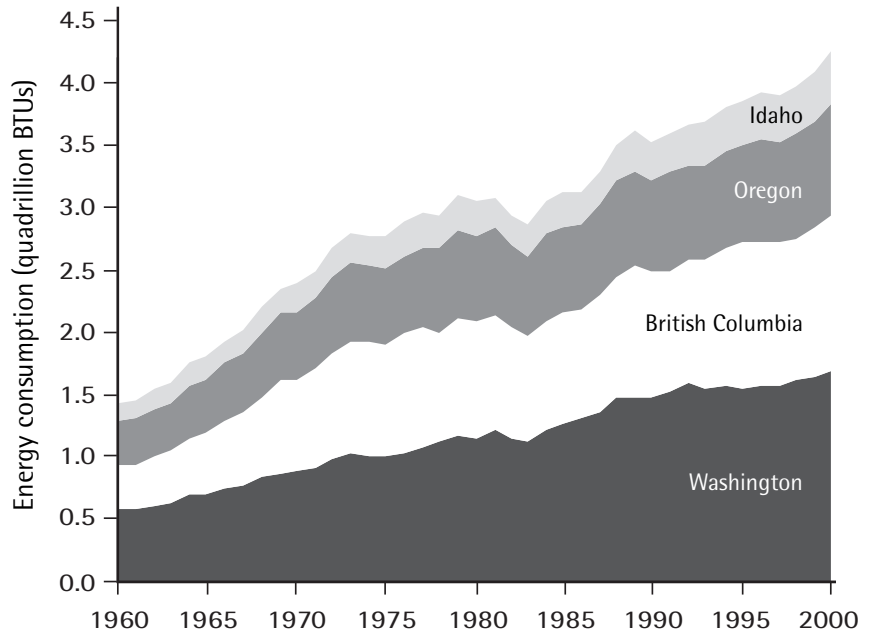 Energy consumption (quadrillion BTUs)
4.5
4.0
3.5
3.0
2.5
2.0
1.5
1.0
0.5
0.0
Idaho
Oregon
British Columbia
Washington
1960 1965 1970 1975 1980 1985 1990 1995 2000